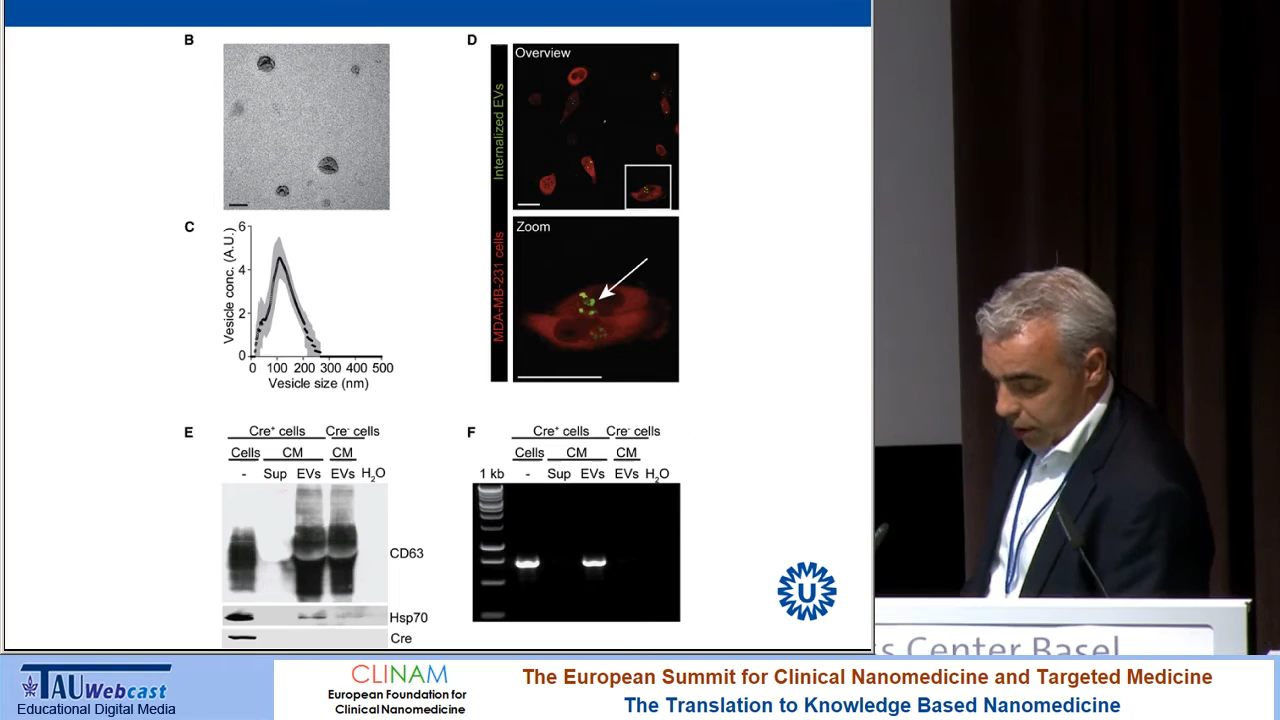 B
C
Vesicle conc. (A.U.)
6
4
2
0
0 100 200 300 400 500
Vesicle size (nm)
D
Internalized EVs
MDA-MB-231 cells
Overview
Zoom
E
Cre⁺ cells Cre⁻ cells
Cells CM CM
- Sup EVs EVs H₂O
CD63
Hsp70
Cre
F
Cre⁺ cells Cre⁻ cells
Cells CM CM
1 kb - Sup EVs EVs H₂O
U
s Center Basel
TAU Webcast
Educational Digital Media
CLINAM
European Foundation for
Clinical Nanomedicine
The European Summit for Clinical Nanomedicine and Targeted Medicine
The Translation to Knowledge Based Nanomedicine